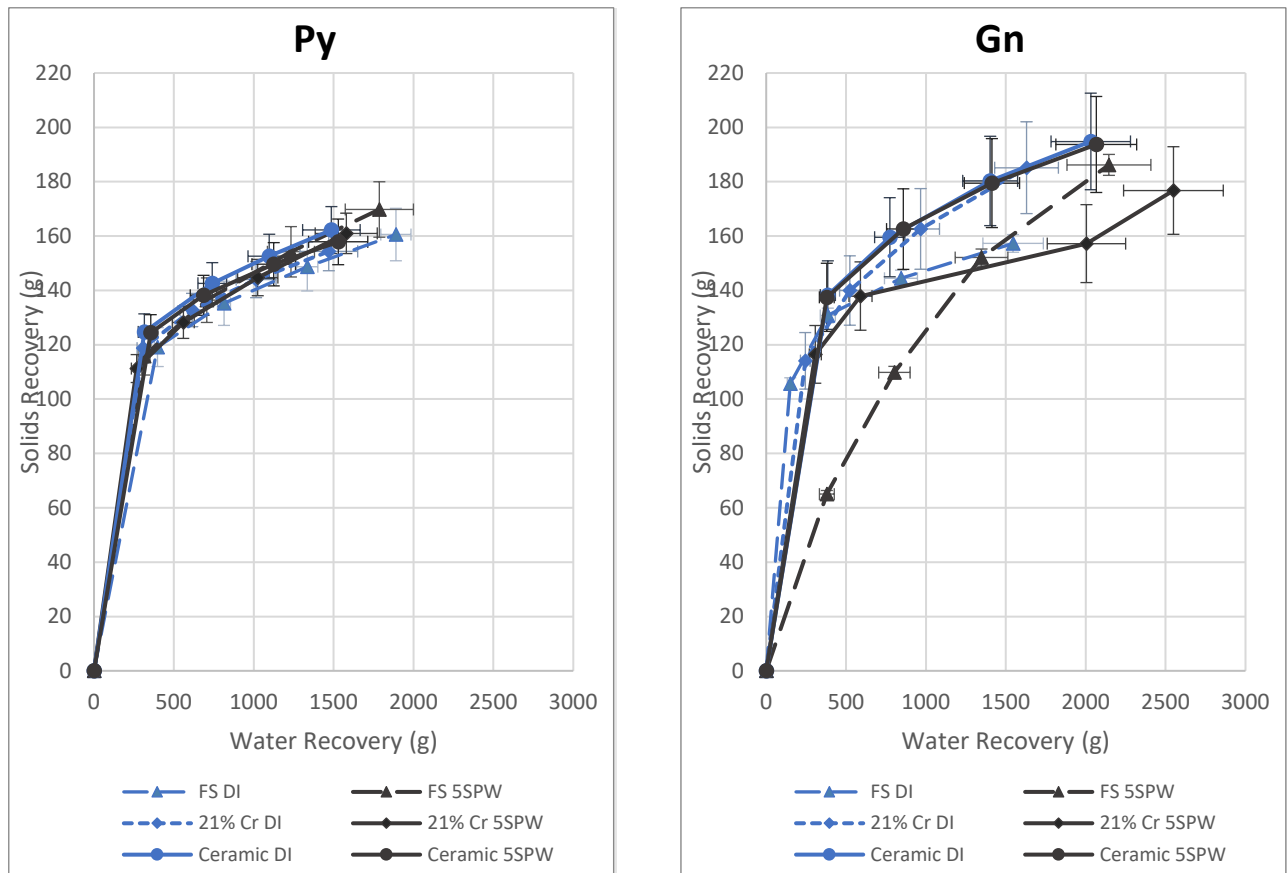 Py
220
200
180
160
140
120
100
80
60
40
20
0
Solids Recovery (g)
0 500 1000 1500 2000 2500 3000
Water Recovery (g)
FS DI FS 5SPW
21% Cr DI 21% Cr 5SPW
Ceramic DI Ceramic 5SPW
Gn
220
200
180
160
140
120
100
80
60
40
20
0
Solids Recovery (g)
0 500 1000 1500 2000 2500 3000
Water Recovery (g)
FS DI FS 5SPW
21% Cr DI 21% Cr 5SPW
Ceramic DI Ceramic 5SPW